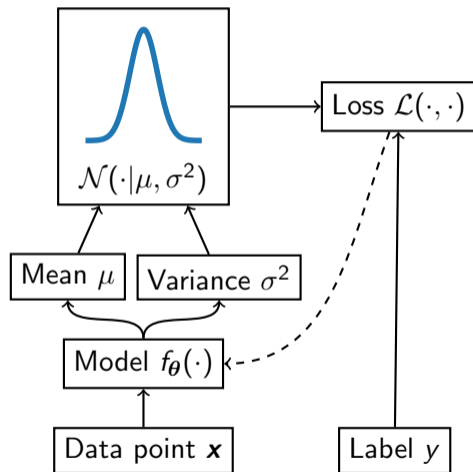 𝒩(·|μ, σ²)
Loss ℒ(·, ·)
Mean μ
Variance σ²
Model f_θ(·)
Data point x
Label y